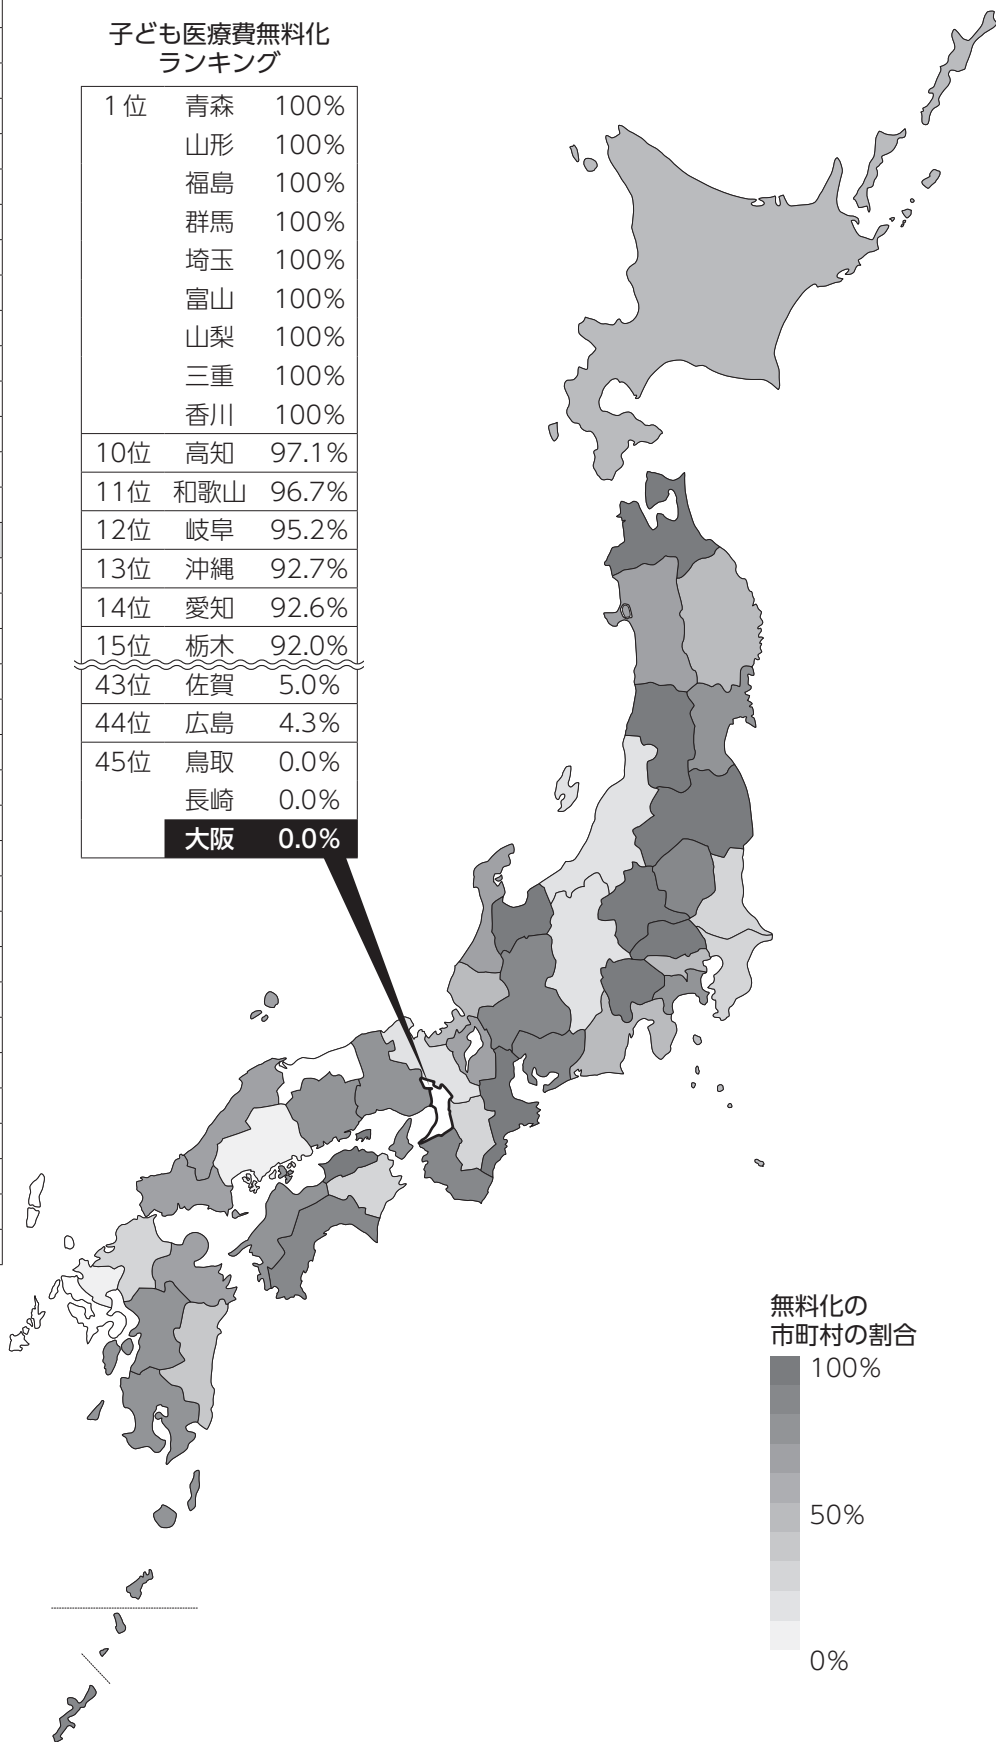 子ども医療費無料化
ランキング
1位 青森 100%
山形 100%
福島 100%
群馬 100%
埼玉 100%
富山 100%
山梨 100%
三重 100%
香川 100%
10位 高知 97.1%
11位 和歌山 96.7%
12位 岐阜 95.2%
13位 沖縄 92.7%
14位 愛知 92.6%
15位 栃木 92.0%
43位 佐賀 5.0%
44位 広島 4.3%
45位 鳥取 0.0%
長崎 0.0%
大阪 0.0%
無料化の
市町村の割合
100%
50%
0%